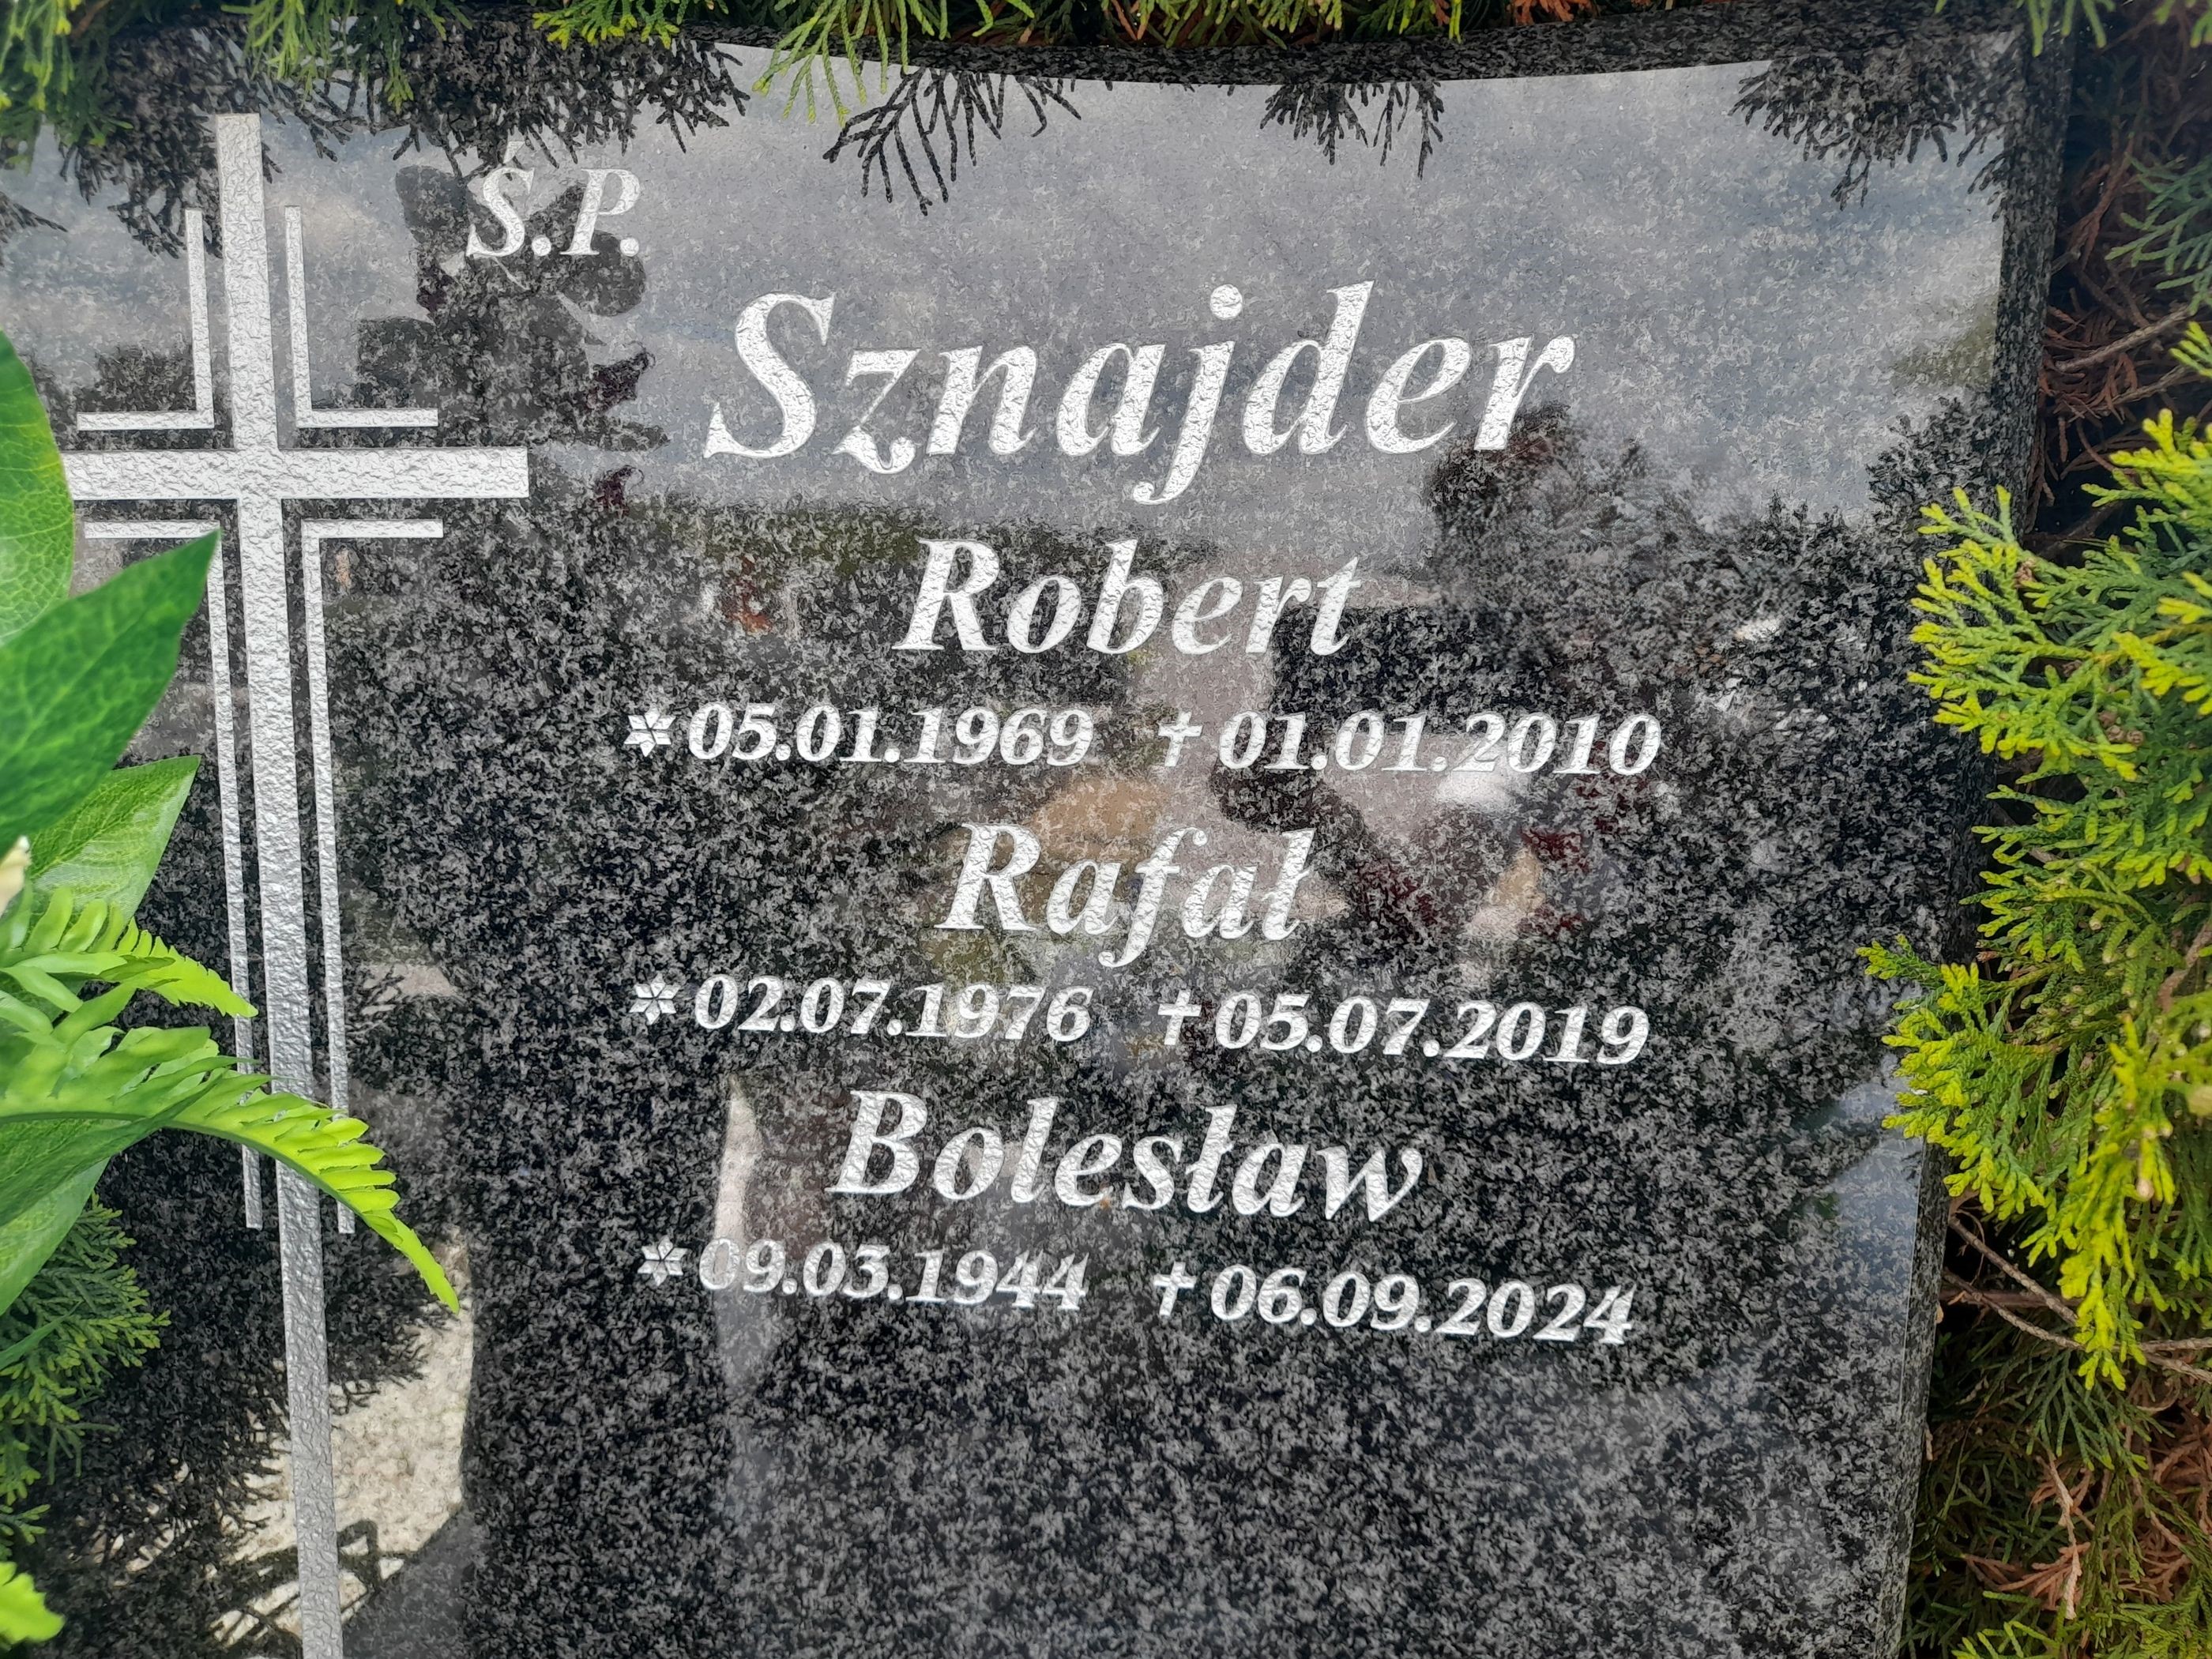 Ś.P.
Sznajder
Robert
✲05.01.1969 ✝01.01.2010
Rafał
✲02.07.1976 ✝05.07.2019
Bolesław
✲09.03.1944 ✝06.09.2024